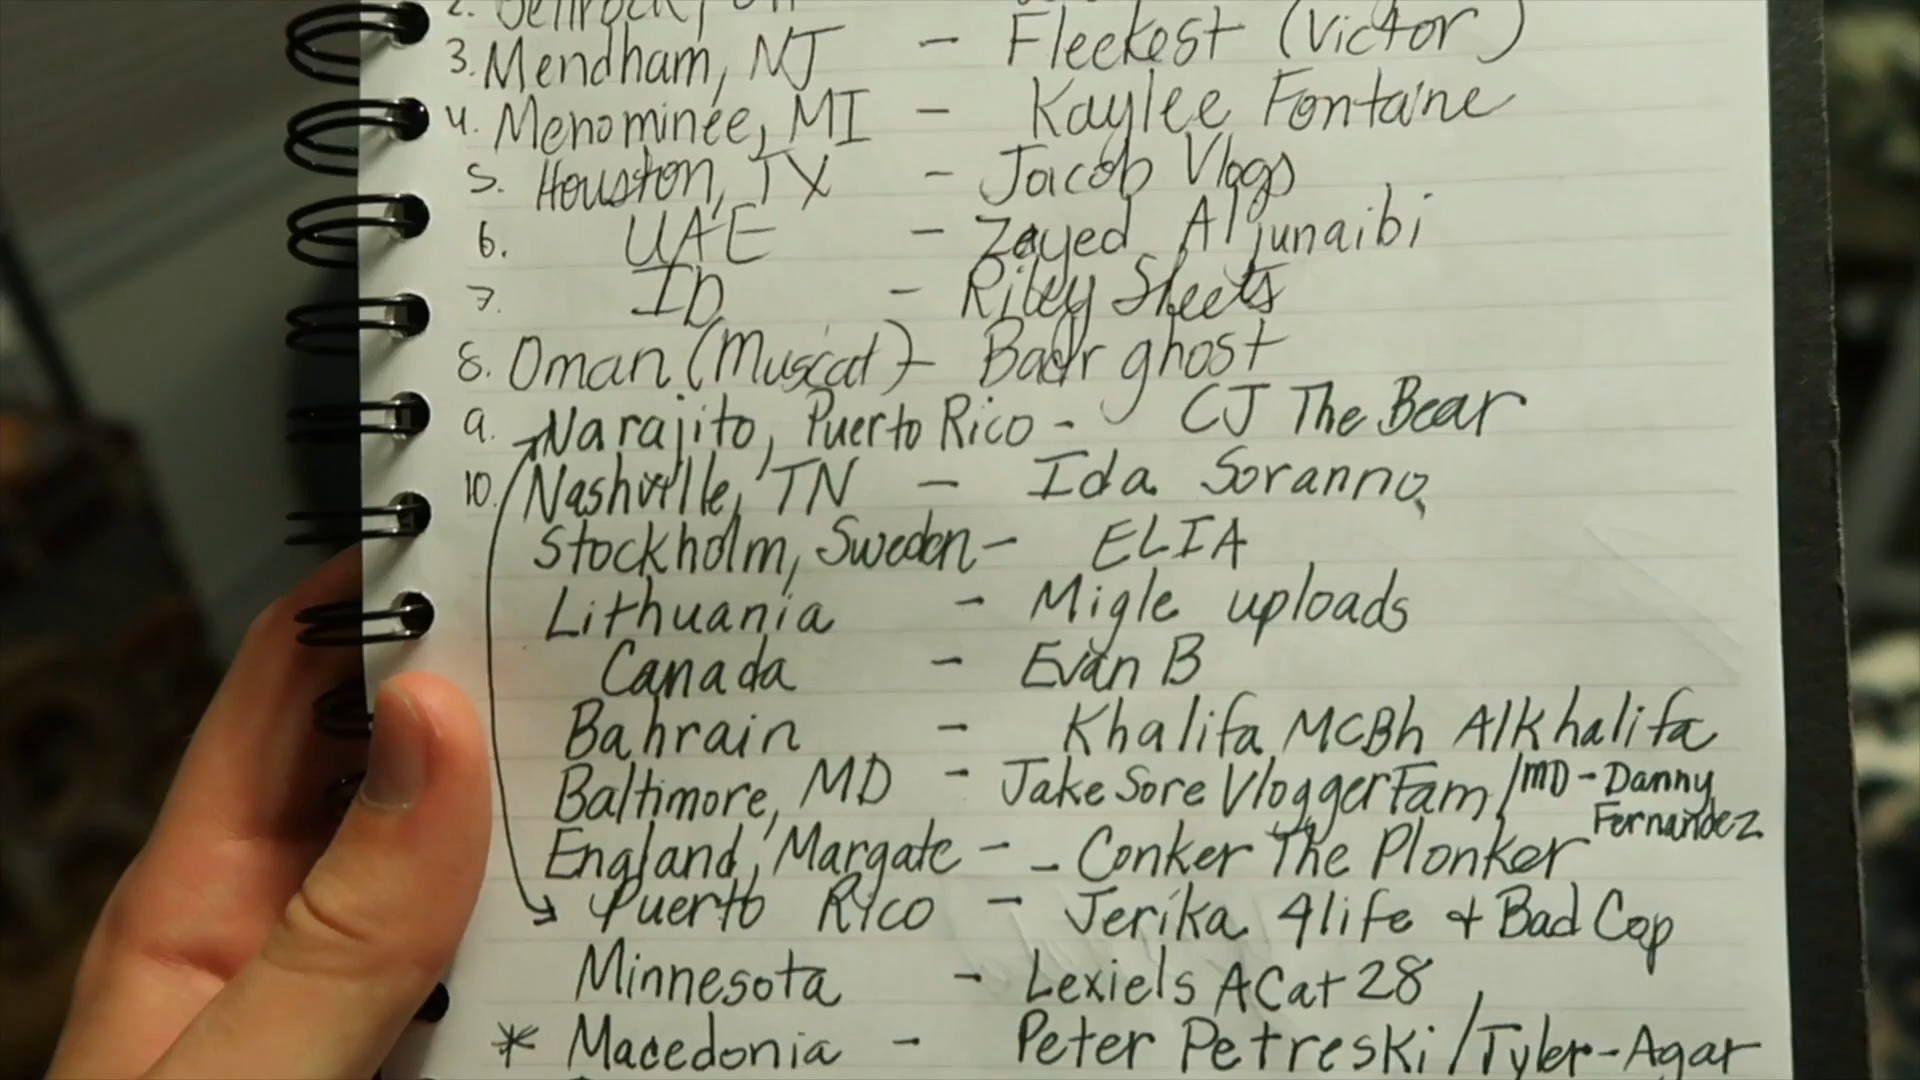 2.
3. Mendham, NJ - Fleekest (Victor)
4. Menominee, MI - Kaylee Fontaine
5. Houston, TX - Jacob Vlogs
6. UAE - Zayed Aljunaibi
7. ID - Riley Sheets
8. Oman (Muscat) - Badr ghost
9. Narajito, Puerto Rico - CJ The Bear
10. Nashville, TN - Ida Soranno
Stockholm, Sweden - ELIA
Lithuania - Migle uploads
Canada - Evan B
Bahrain - Khalifa MCBh Alkhalifa
Baltimore, MD - Jake Sore VloggerFam / MD - Danny
Fernandez
England, Margate - - Conker The Plonker
Puerto Rico - Jerika 4life + Bad Cop
Minnesota - Lexiels ACat28
* Macedonia - Peter Petreski / Tyler-Agar